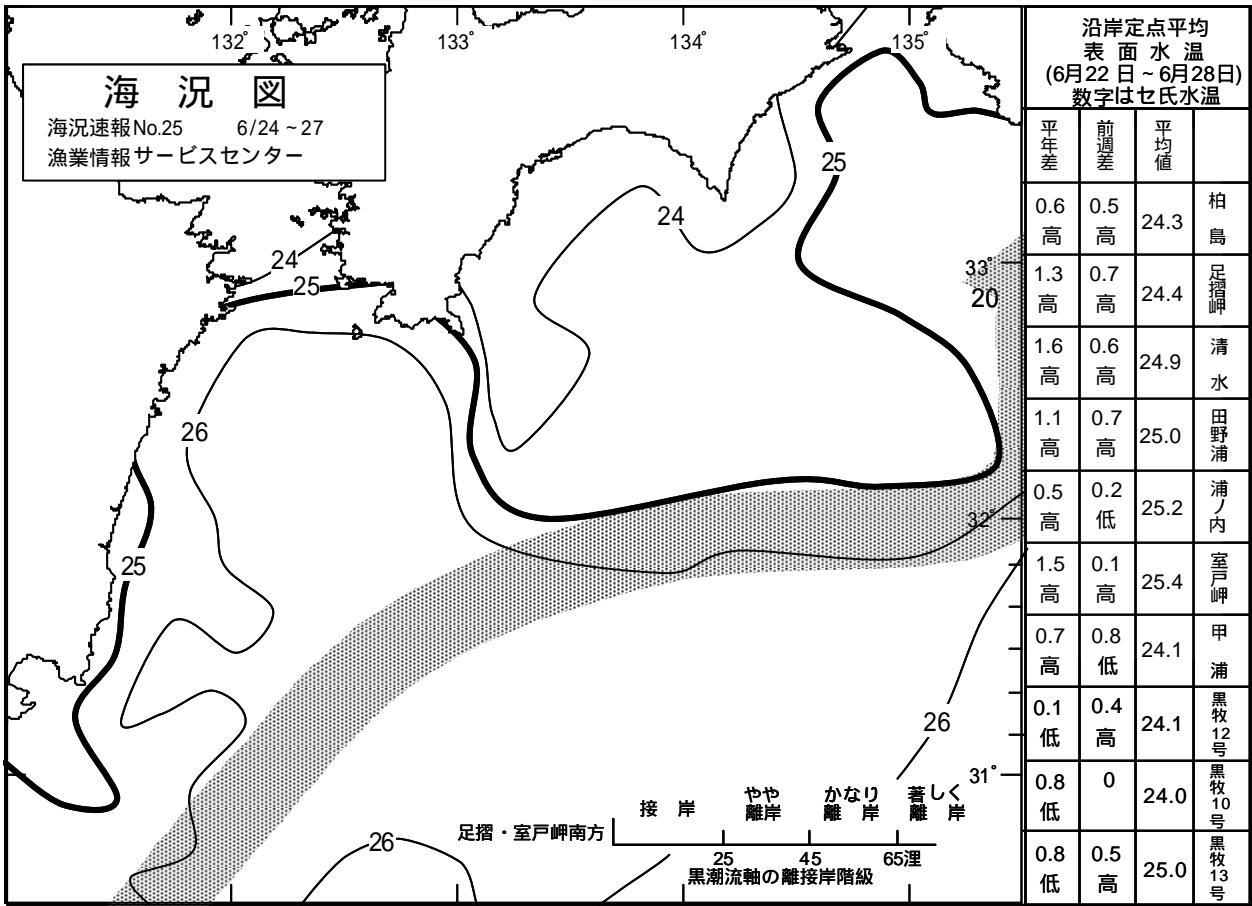 132°
133°
134°
135°
海 況 図
海況速報No.25 6/24~27
漁業情報サービスセンター
25
24
24
25
33°
20
26
32°
25
26
31°
26
接 岸
やや
離岸
かなり
離 岸
著しく
離 岸
足摺・室戸岬南方
25 45 65浬
黒潮流軸の離接岸階級
沿岸定点平均
表 面 水 温
(6月22日~6月28日)
数字はセ氏水温
平年差 前週差 平均値
0.6高 0.5高 24.3 柏島
1.3高 0.7高 24.4 足摺岬
1.6高 0.6高 24.9 清水
1.1高 0.7高 25.0 田野浦
0.5高 0.2低 25.2 浦ノ内
1.5高 0.1高 25.4 室戸岬
0.7高 0.8低 24.1 甲浦
0.1低 0.4高 24.1 黒牧12号
0.8低 0 24.0 黒牧10号
0.8低 0.5高 25.0 黒牧13号